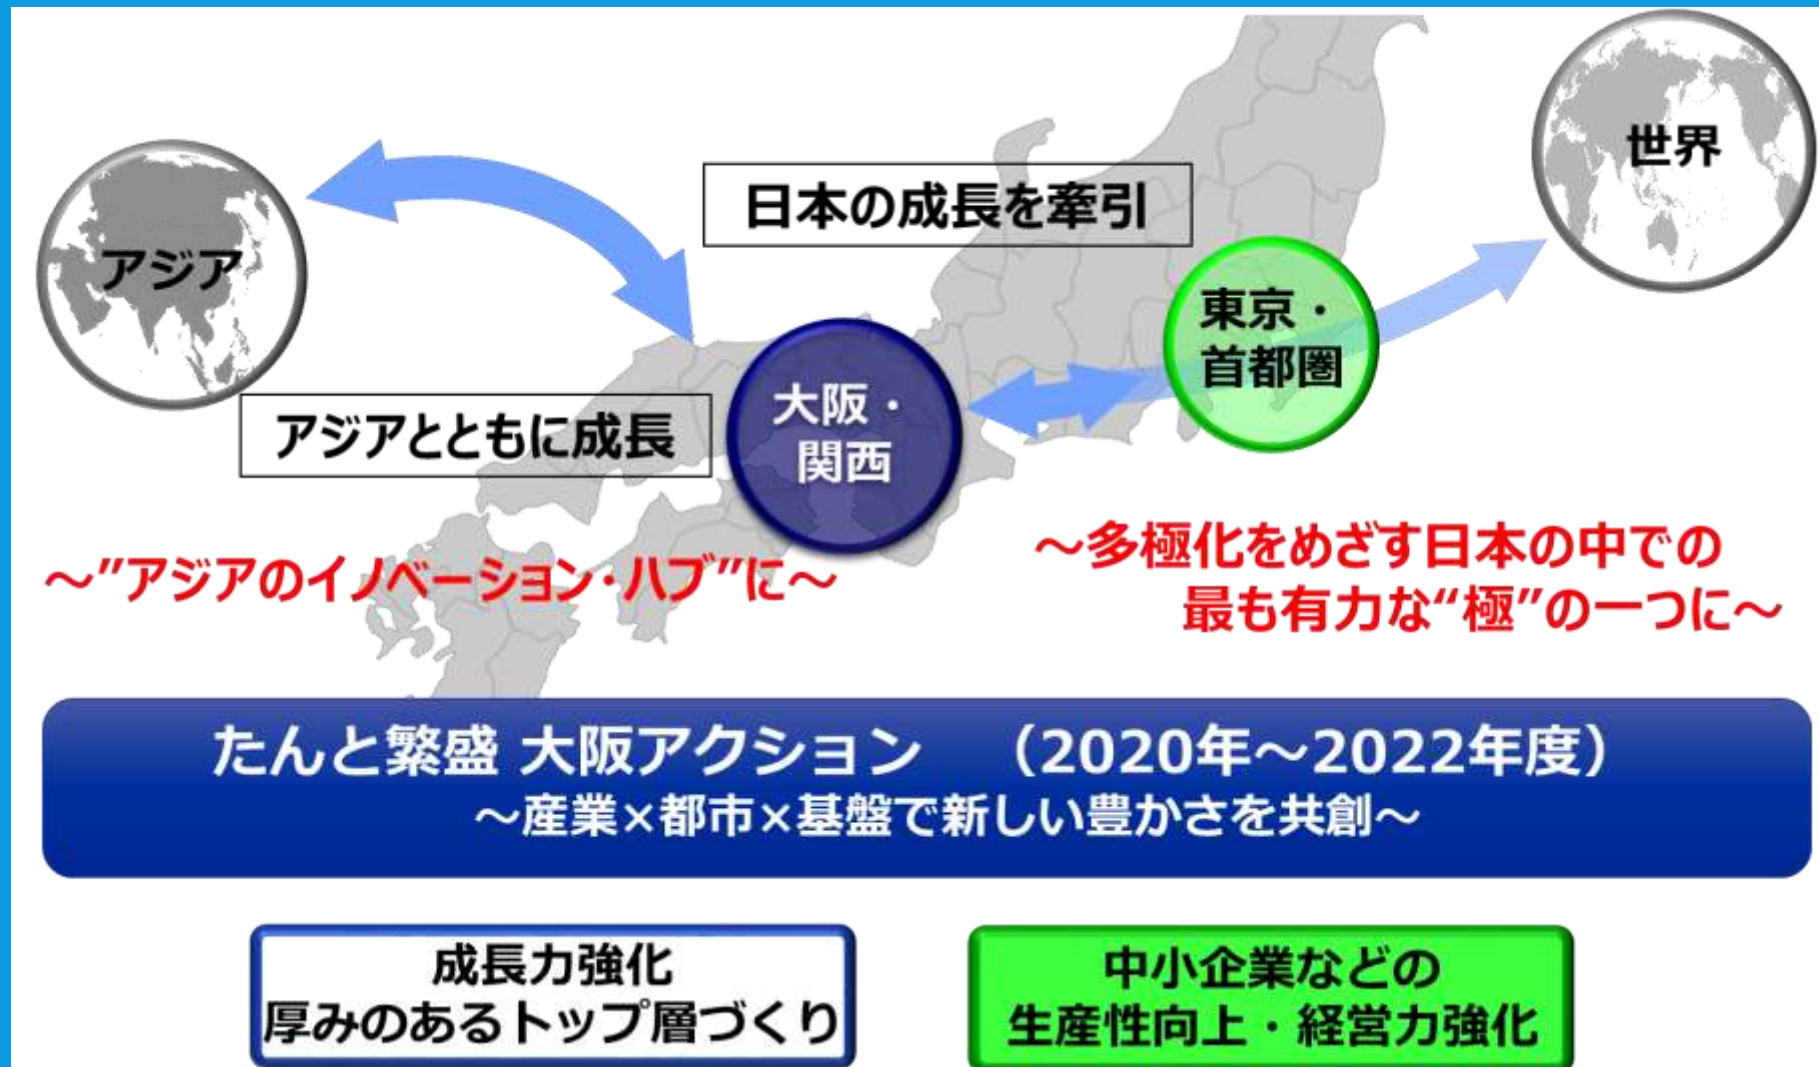 世界
日本の成長を牽引
アジア
東京・
首都圏
大阪・
関西
アジアとともに成長
～”アジアのイノベーション・ハブ”に～
～多極化をめざす日本の中での
最も有力な“極”の一つに～
たんと繁盛 大阪アクション （2020年～2022年度）
～産業×都市×基盤で新しい豊かさを共創～
成長力強化
厚みのあるトップ層づくり
中小企業などの
生産性向上・経営力強化